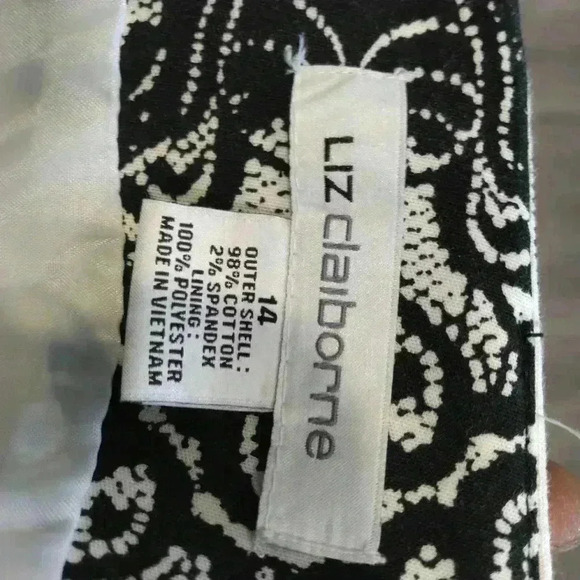 LIZ claiborne
14
OUTER SHELL:
98% COTTON
2% SPANDEX
LINING:
100% POLYESTER
MADE IN VIETNAM